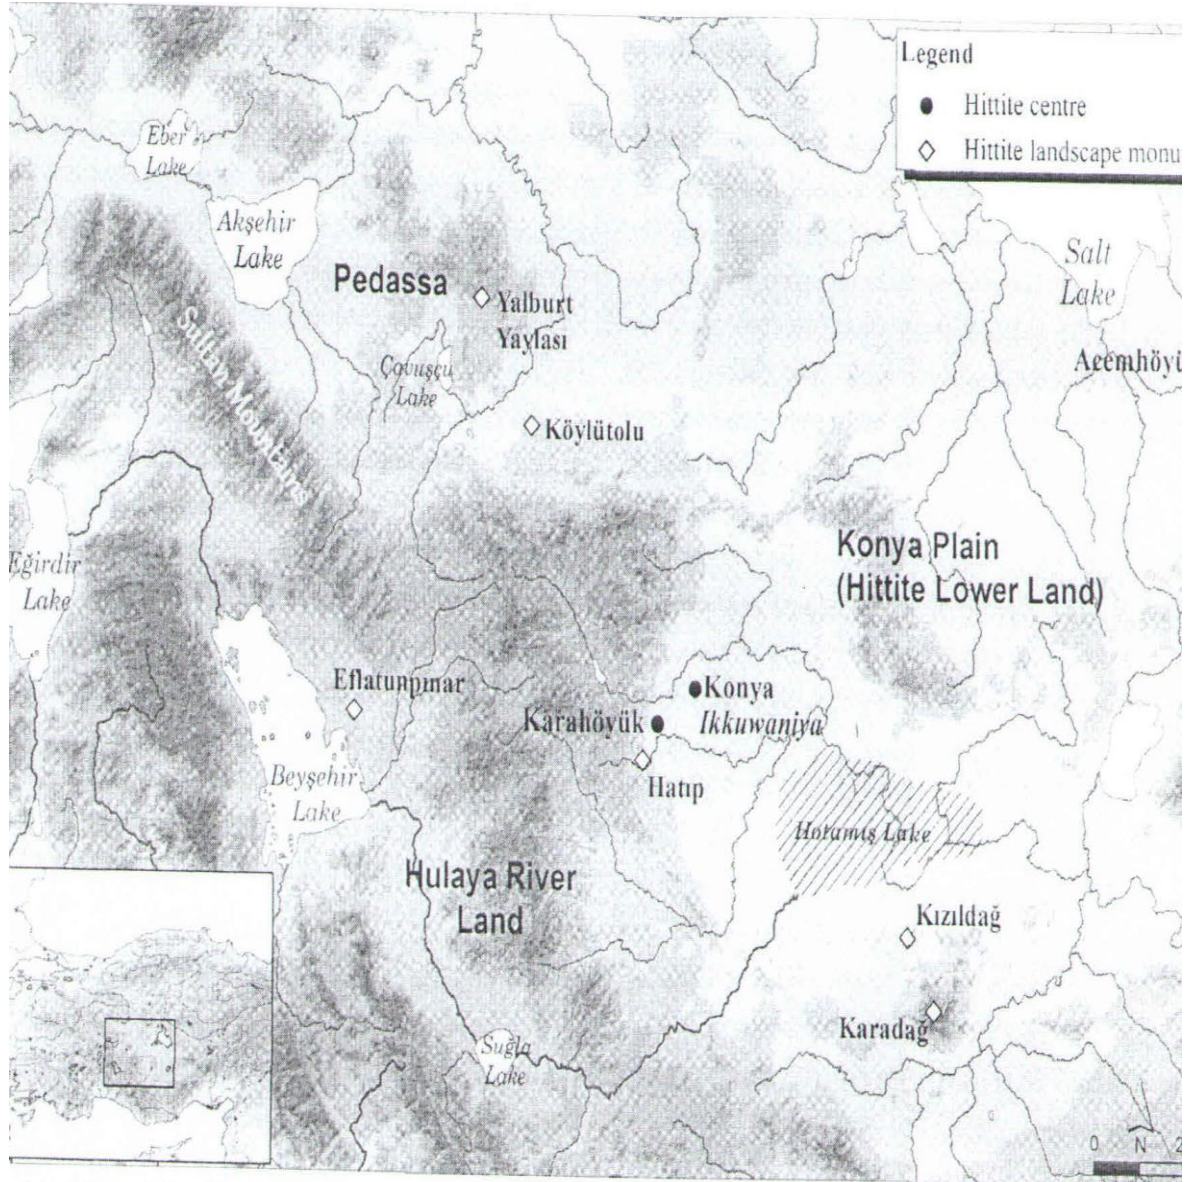 Legend
Hittite centre
Hittite landscape monu
Eber
Lake
Akşehir
Lake
Salt
Lake
Pedassa
Yalburt
Yaylası
Sultan Mountains
Çavuşçu
Lake
Acemhöyü
Köylütolu
Eğirdir
Lake
Konya Plain
(Hittite Lower Land)
Eflatunpınar
Konya
Karahöyük
Ikkuwaniya
Beyşehir
Lake
Hatıp
Hotamış Lake
Hulaya River
Land
Kızıldağ
Karadağ
Suğla
Lake
0
N
2